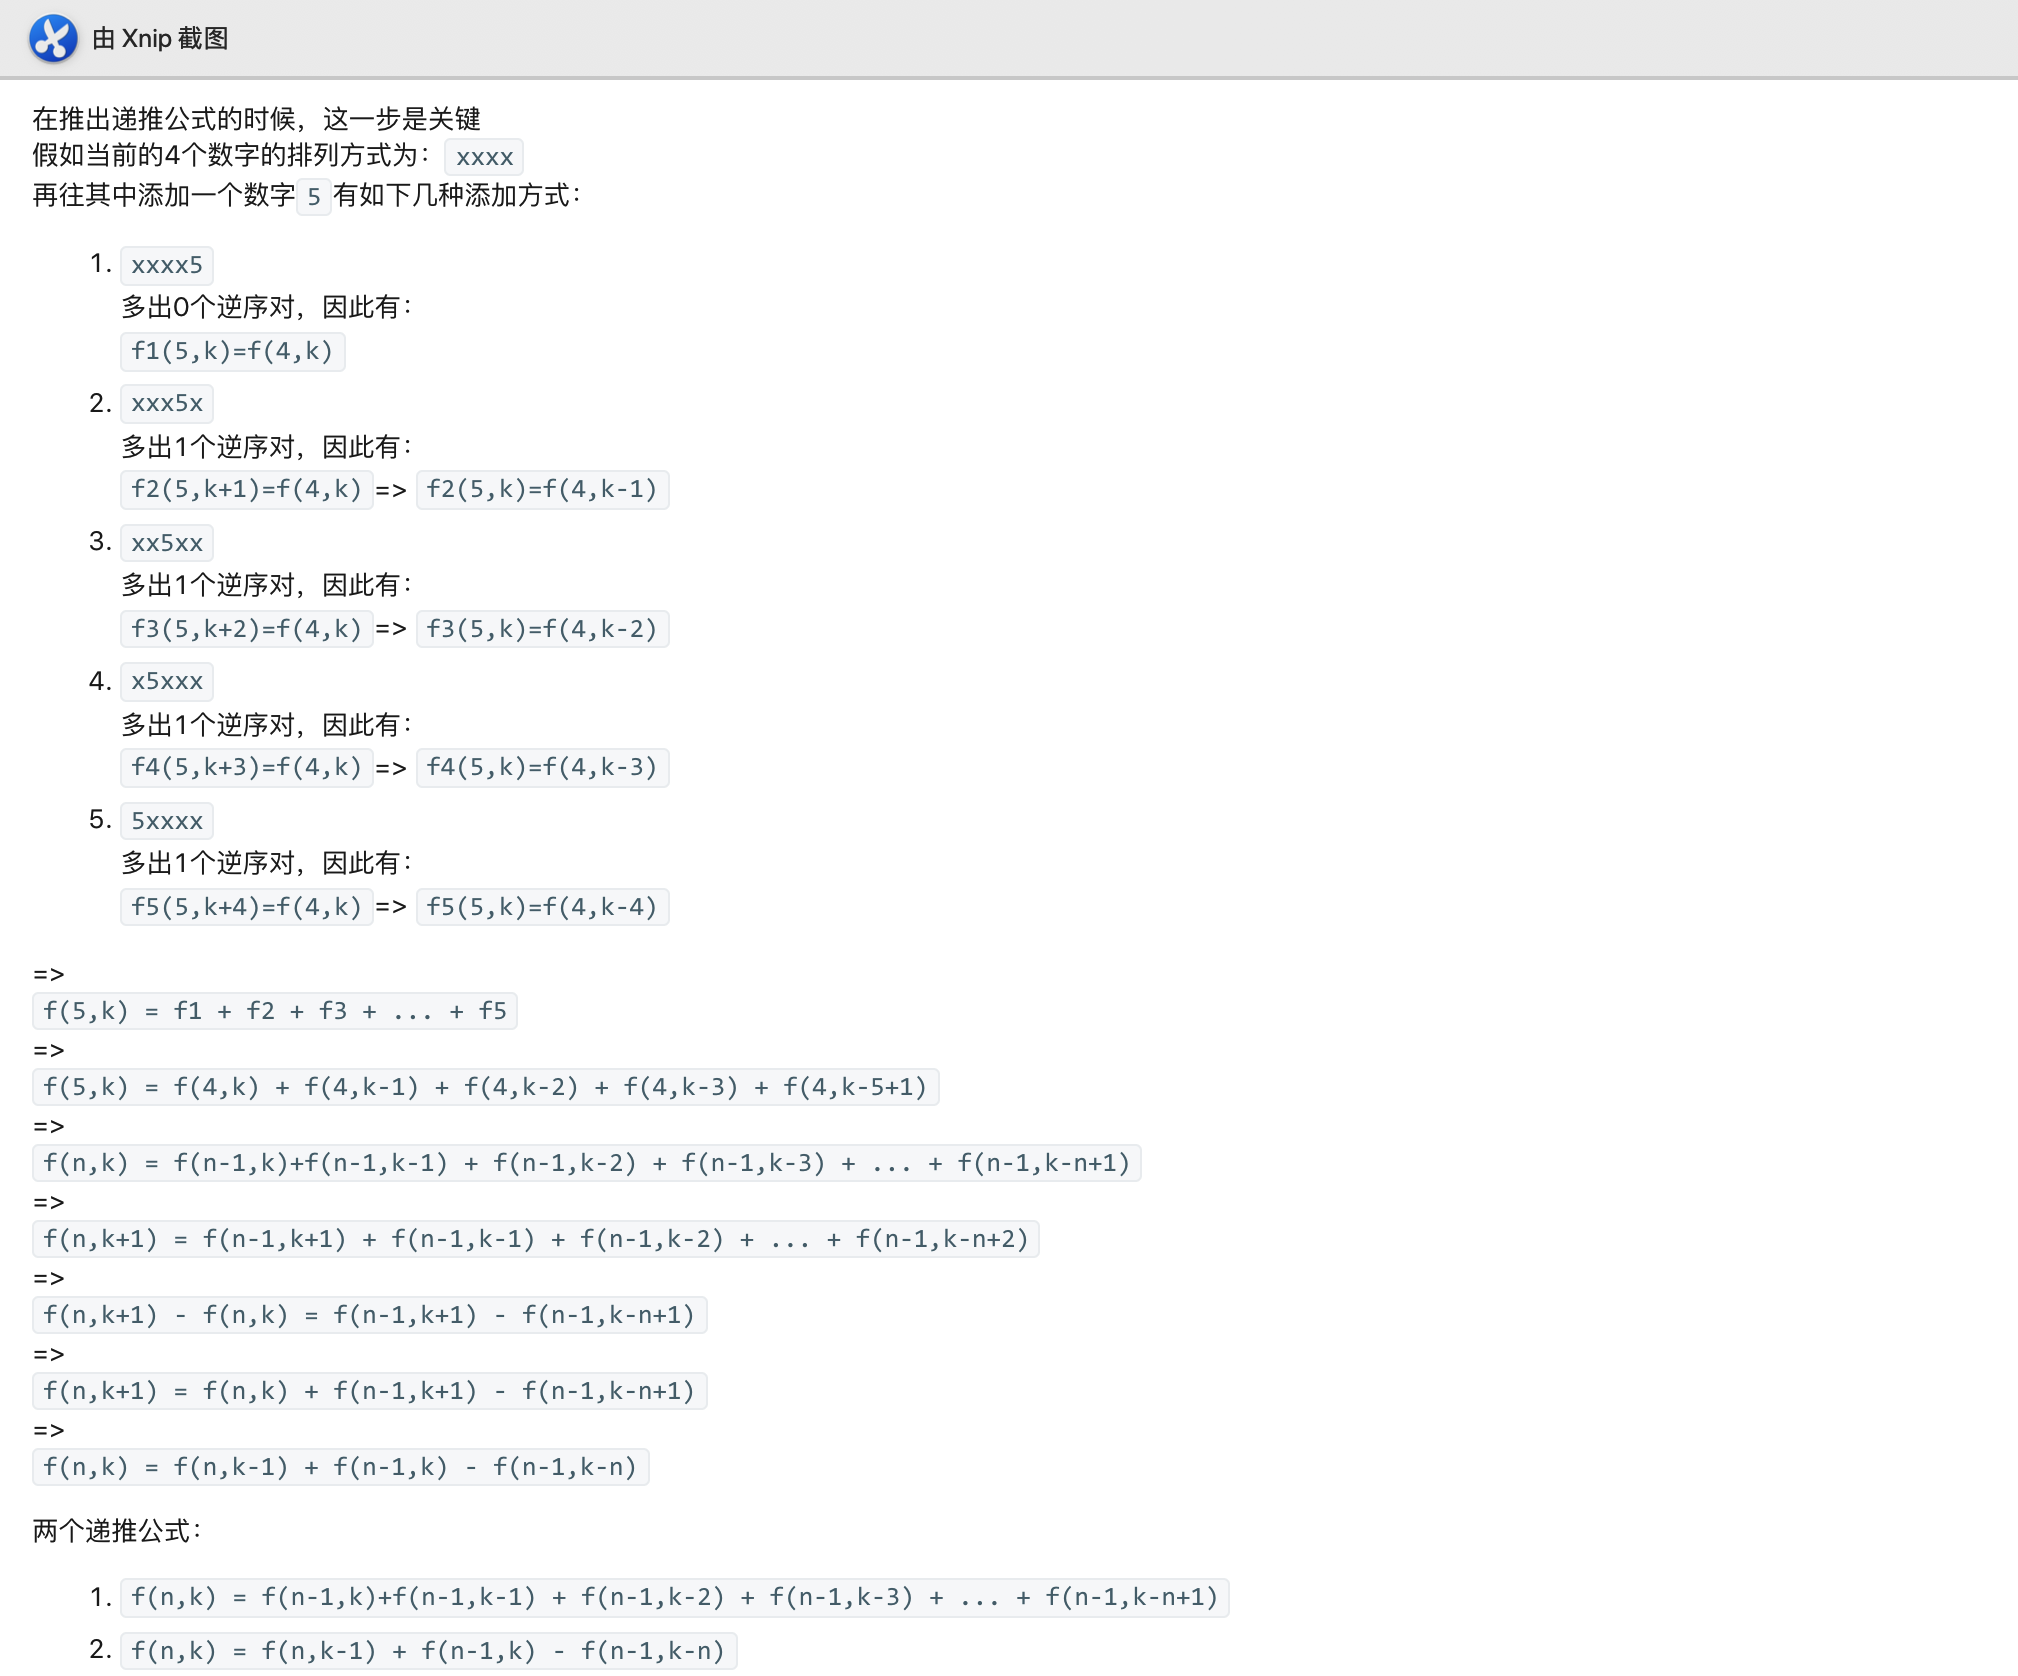 由 Xnip 截图
在推出递推公式的时候，这一步是关键
假如当前的4个数字的排列方式为： xxxx
再往其中添加一个数字 5 有如下几种添加方式：
1. xxxx5
多出0个逆序对，因此有：
f1(5,k)=f(4,k)
2. xxx5x
多出1个逆序对，因此有：
f2(5,k+1)=f(4,k) => f2(5,k)=f(4,k-1)
3. xx5xx
多出1个逆序对，因此有：
f3(5,k+2)=f(4,k) => f3(5,k)=f(4,k-2)
4. x5xxx
多出1个逆序对，因此有：
f4(5,k+3)=f(4,k) => f4(5,k)=f(4,k-3)
5. 5xxxx
多出1个逆序对，因此有：
f5(5,k+4)=f(4,k) => f5(5,k)=f(4,k-4)
=>
f(5,k) = f1 + f2 + f3 + ... + f5
=>
f(5,k) = f(4,k) + f(4,k-1) + f(4,k-2) + f(4,k-3) + f(4,k-5+1)
=>
f(n,k) = f(n-1,k)+f(n-1,k-1) + f(n-1,k-2) + f(n-1,k-3) + ... + f(n-1,k-n+1)
=>
f(n,k+1) = f(n-1,k+1) + f(n-1,k-1) + f(n-1,k-2) + ... + f(n-1,k-n+2)
=>
f(n,k+1) - f(n,k) = f(n-1,k+1) - f(n-1,k-n+1)
=>
f(n,k+1) = f(n,k) + f(n-1,k+1) - f(n-1,k-n+1)
=>
f(n,k) = f(n,k-1) + f(n-1,k) - f(n-1,k-n)
两个递推公式：
1. f(n,k) = f(n-1,k)+f(n-1,k-1) + f(n-1,k-2) + f(n-1,k-3) + ... + f(n-1,k-n+1)
2. f(n,k) = f(n,k-1) + f(n-1,k) - f(n-1,k-n)